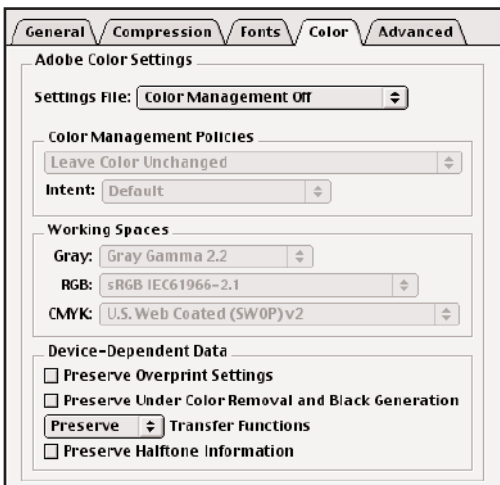 General Compression Fonts Color Advanced
Adobe Color Settings
Settings File: Color Management Off
Color Management Policies
Leave Color Unchanged
Intent: Default
Working Spaces
Gray: Gray Gamma 2.2
RGB: sRGB IEC61966-2.1
CMYK: U.S. Web Coated (SWOP) v2
Device-Dependent Data
Preserve Overprint Settings
Preserve Under Color Removal and Black Generation
Preserve Transfer Functions
Preserve Halftone Information